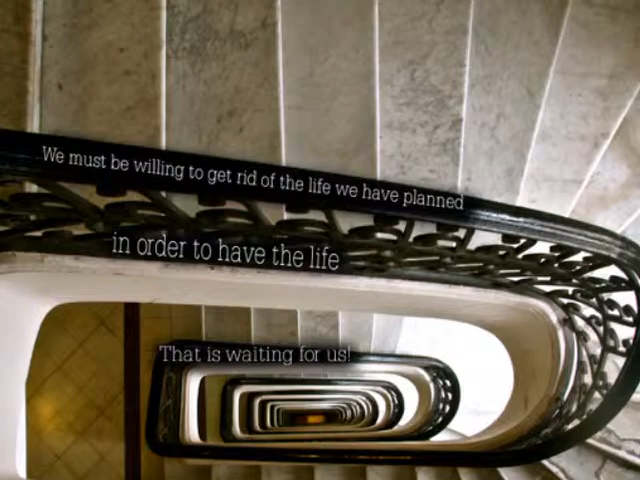 We must be willing to get rid of the life we have planned
in order to have the life
That is waiting for us!